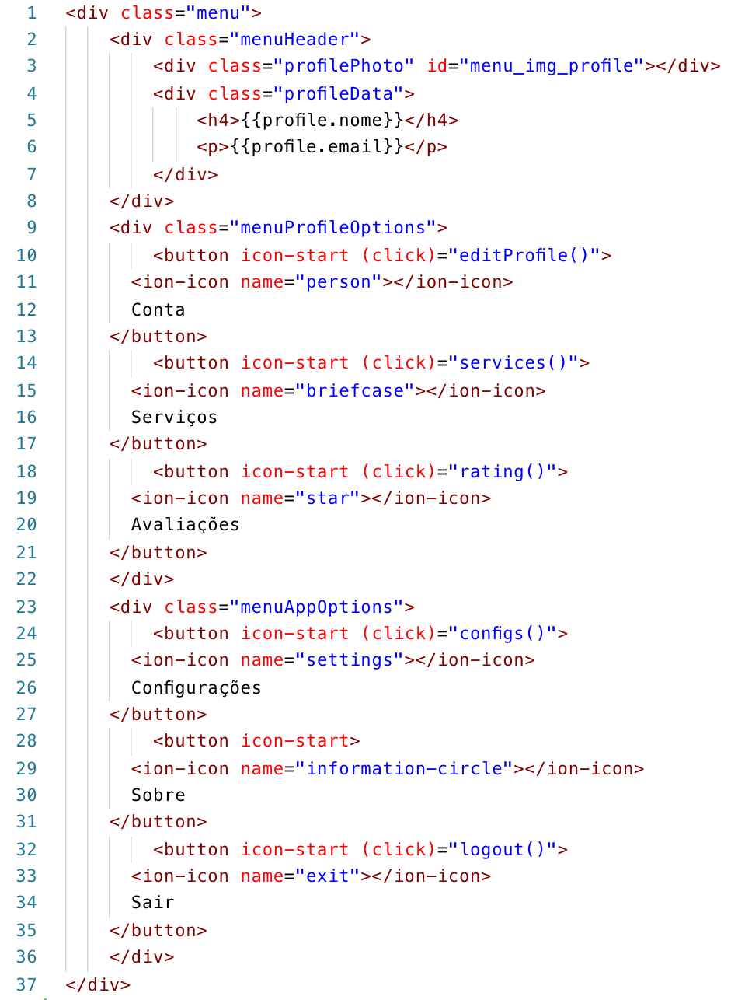 1 <div class="menu">
2 <div class="menuHeader">
3 <div class="profilePhoto" id="menu_img_profile"></div>
4 <div class="profileData">
5 <h4>{{profile.nome}}</h4>
6 <p>{{profile.email}}</p>
7 </div>
8 </div>
9 <div class="menuProfileOptions">
10 <button icon-start (click)="editProfile()">
11 <ion-icon name="person"></ion-icon>
12 Conta
13 </button>
14 <button icon-start (click)="services()">
15 <ion-icon name="briefcase"></ion-icon>
16 Serviços
17 </button>
18 <button icon-start (click)="rating()">
19 <ion-icon name="star"></ion-icon>
20 Avaliações
21 </button>
22 </div>
23 <div class="menuAppOptions">
24 <button icon-start (click)="configs()">
25 <ion-icon name="settings"></ion-icon>
26 Configurações
27 </button>
28 <button icon-start>
29 <ion-icon name="information-circle"></ion-icon>
30 Sobre
31 </button>
32 <button icon-start (click)="logout()">
33 <ion-icon name="exit"></ion-icon>
34 Sair
35 </button>
36 </div>
37 </div>